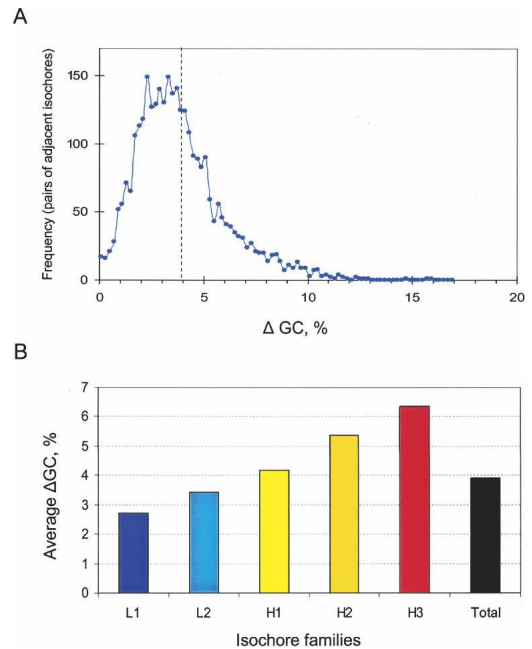 A
Frequency (pairs of adjacent isochores)
150
100
50
0
0 5 10 15 20
Δ GC, %
B
Average ΔGC, %
7
6
5
4
3
2
1
0
L1 L2 H1 H2 H3 Total
Isochore families